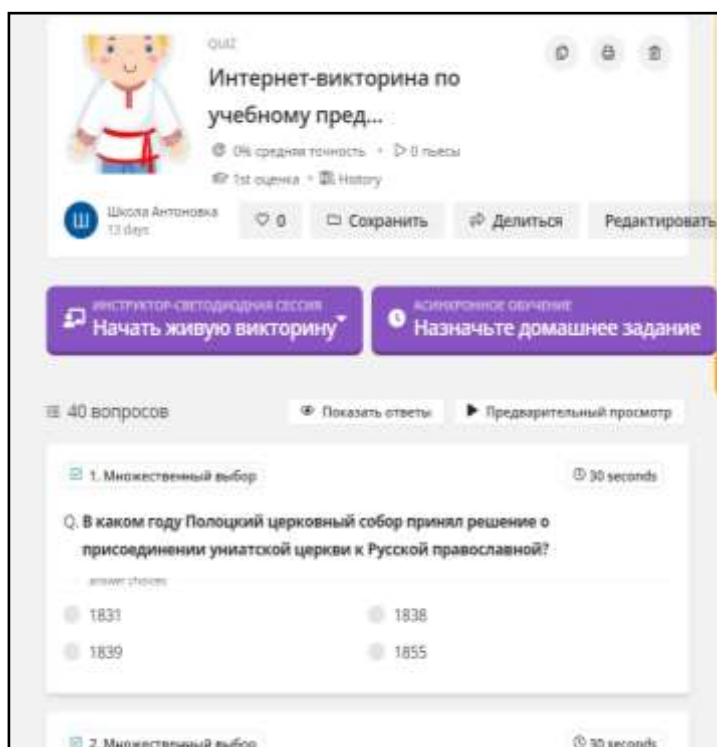 QUIZ
Интернет-викторина по
учебному пред...
0% средняя точность • 0 пьесы
1st оценка • History
Ш
Школа Антоновка
13 days
0
Сохранить
Делиться
Редактировать
ИНСТРУКТОР-СВЕТОДИОДНАЯ СЕССИЯ
Начать живую викторину
АСИНХРОННОЕ ОБУЧЕНИЕ
Назначьте домашнее задание
40 вопросов
Показать ответы
Предварительный просмотр
1. Множественный выбор
30 seconds
Q. В каком году Полоцкий церковный собор принял решение о
присоединении униатской церкви к Русской православной?
answer choices
1831
1838
1839
1855
2. Множественный выбор
30 seconds